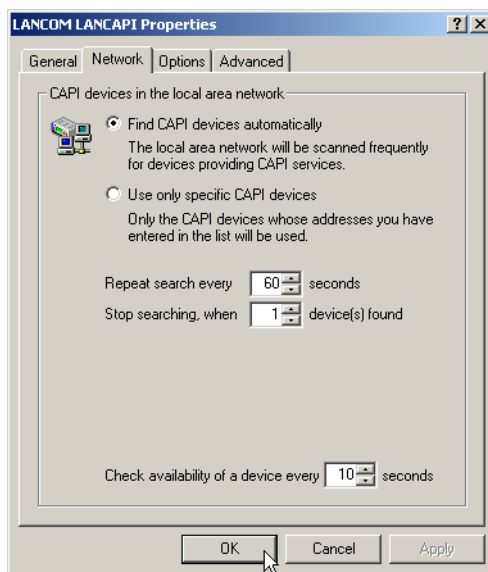 LANCOM LANCAPI Properties
General Network Options Advanced
CAPI devices in the local area network
Find CAPI devices automatically
The local area network will be scanned frequently
for devices providing CAPI services.
Use only specific CAPI devices
Only the CAPI devices whose addresses you have
entered in the list will be used.
Repeat search every 60 seconds
Stop searching, when 1 device(s) found
Check availability of a device every 10 seconds
OK Cancel Apply